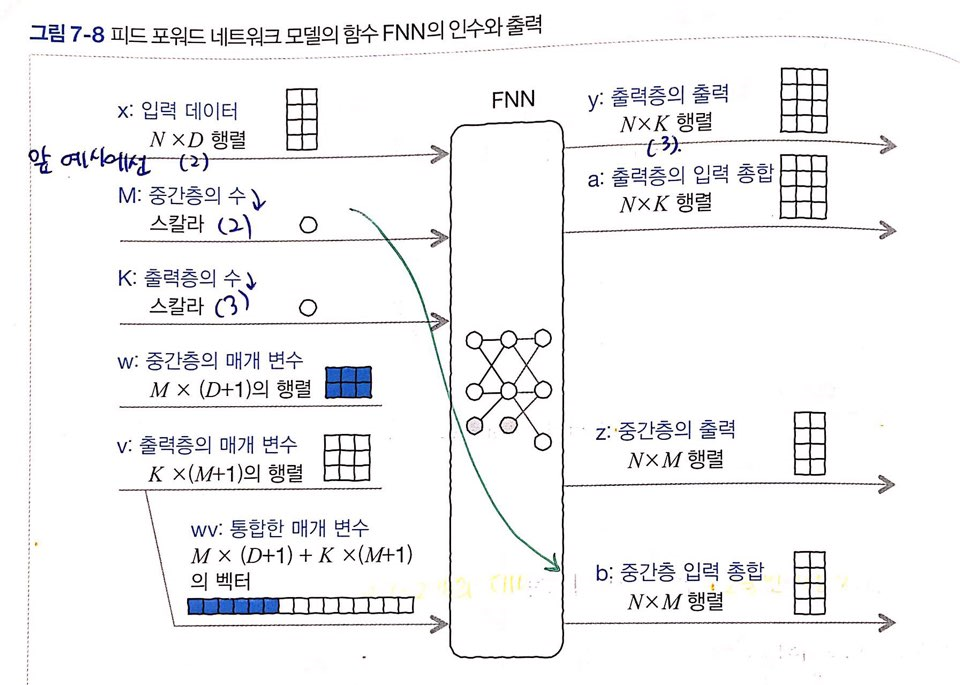 그림 7-8 피드 포워드 네트워크 모델의 함수 FNN의 인수와 출력
x: 입력 데이터
N × D 행렬
앞 예시에선 (2)
M: 중간층의 수↓
스칼라 (2)
K: 출력층의 수↓
스칼라 (3)
w: 중간층의 매개 변수
M × (D+1)의 행렬
v: 출력층의 매개 변수
K ×(M+1)의 행렬
wv: 통합한 매개 변수
M × (D+1) + K ×(M+1)
의 벡터
FNN
y: 출력층의 출력
N×K 행렬
(3).
a: 출력층의 입력 총합
N×K 행렬
z: 중간층의 출력
N×M 행렬
b: 중간층 입력 총합
N×M 행렬